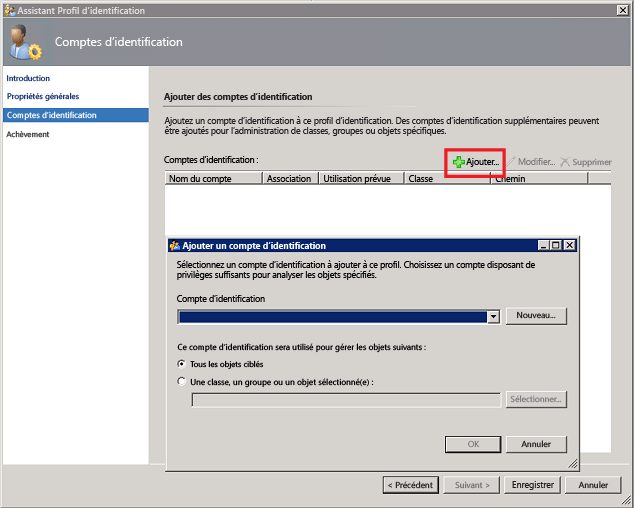 Assistant Profil d'identification
Comptes d'identification
Introduction
Propriétés générales
Comptes d'identification
Achèvement
Ajouter des comptes d'identification
Ajoutez un compte d'identification à ce profil d'identification. Des comptes d'identification supplémentaires peuvent
être ajoutés pour l'administration de classes, groupes ou objets spécifiques.
Comptes d'identification :
Ajouter... Modifier... Supprimer
Nom du compte Association Utilisation prévue Classe Chemin
Ajouter un compte d'identification
Sélectionnez un compte d'identification à ajouter à ce profil. Choisissez un compte disposant de
privilèges suffisants pour analyser les objets spécifiés.
Compte d'identification
Nouveau...
Ce compte d'identification sera utilisé pour gérer les objets suivants :
Tous les objets ciblés
Une classe, un groupe ou un objet sélectionné(e) :
Sélectionner...
OK Annuler
< Précédent Suivant > Enregistrer Annuler